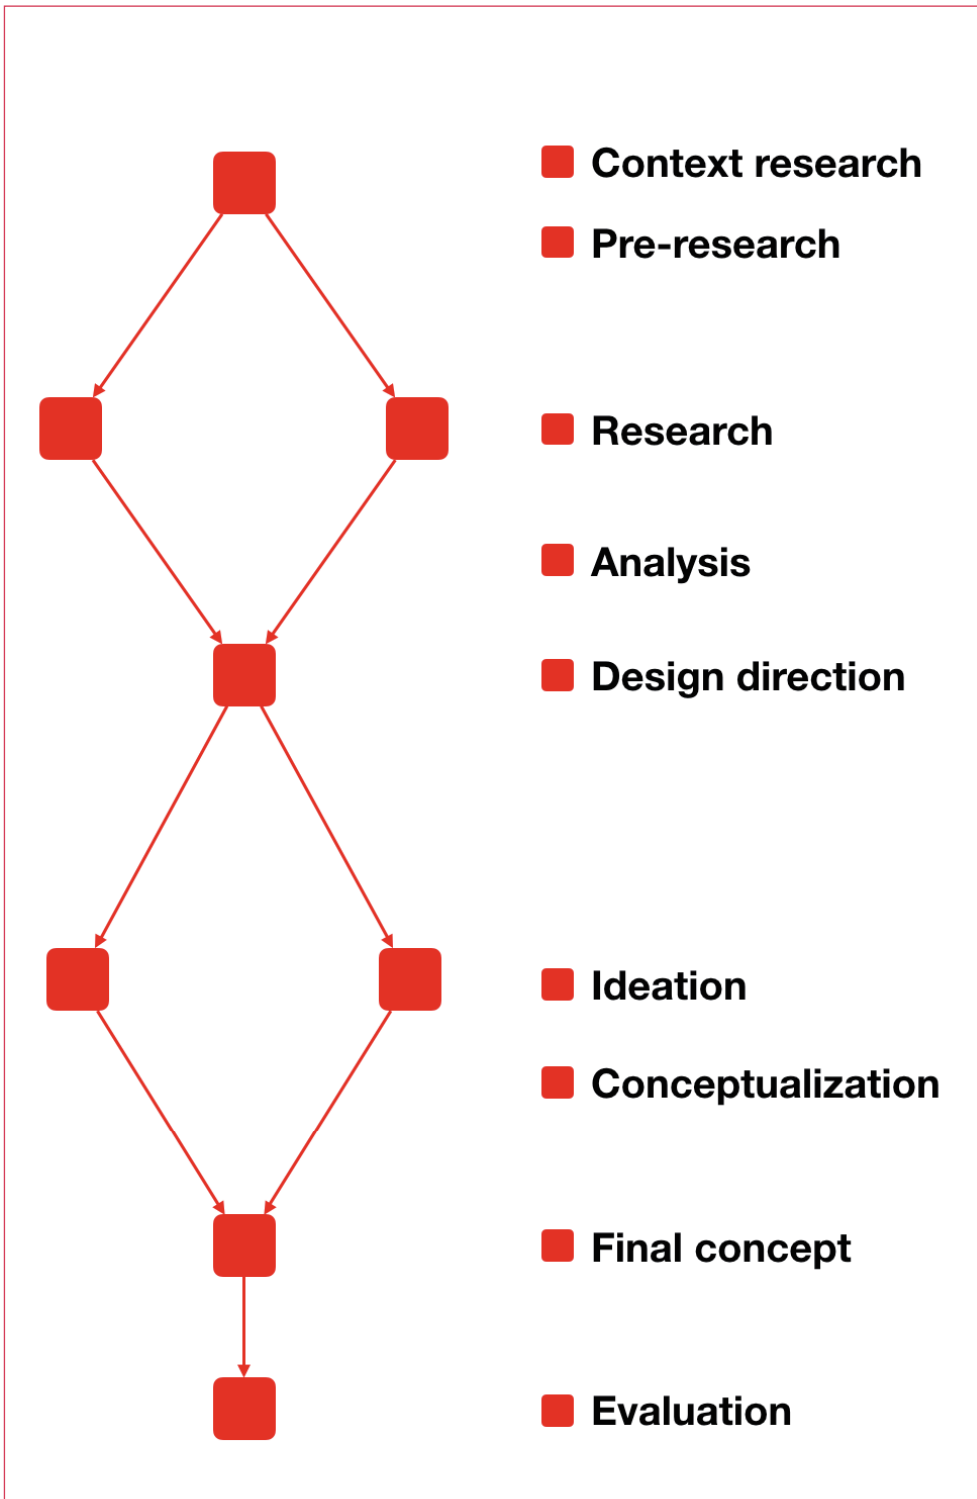 Context research
Pre-research
Research
Analysis
Design direction
Ideation
Conceptualization
Final concept
Evaluation